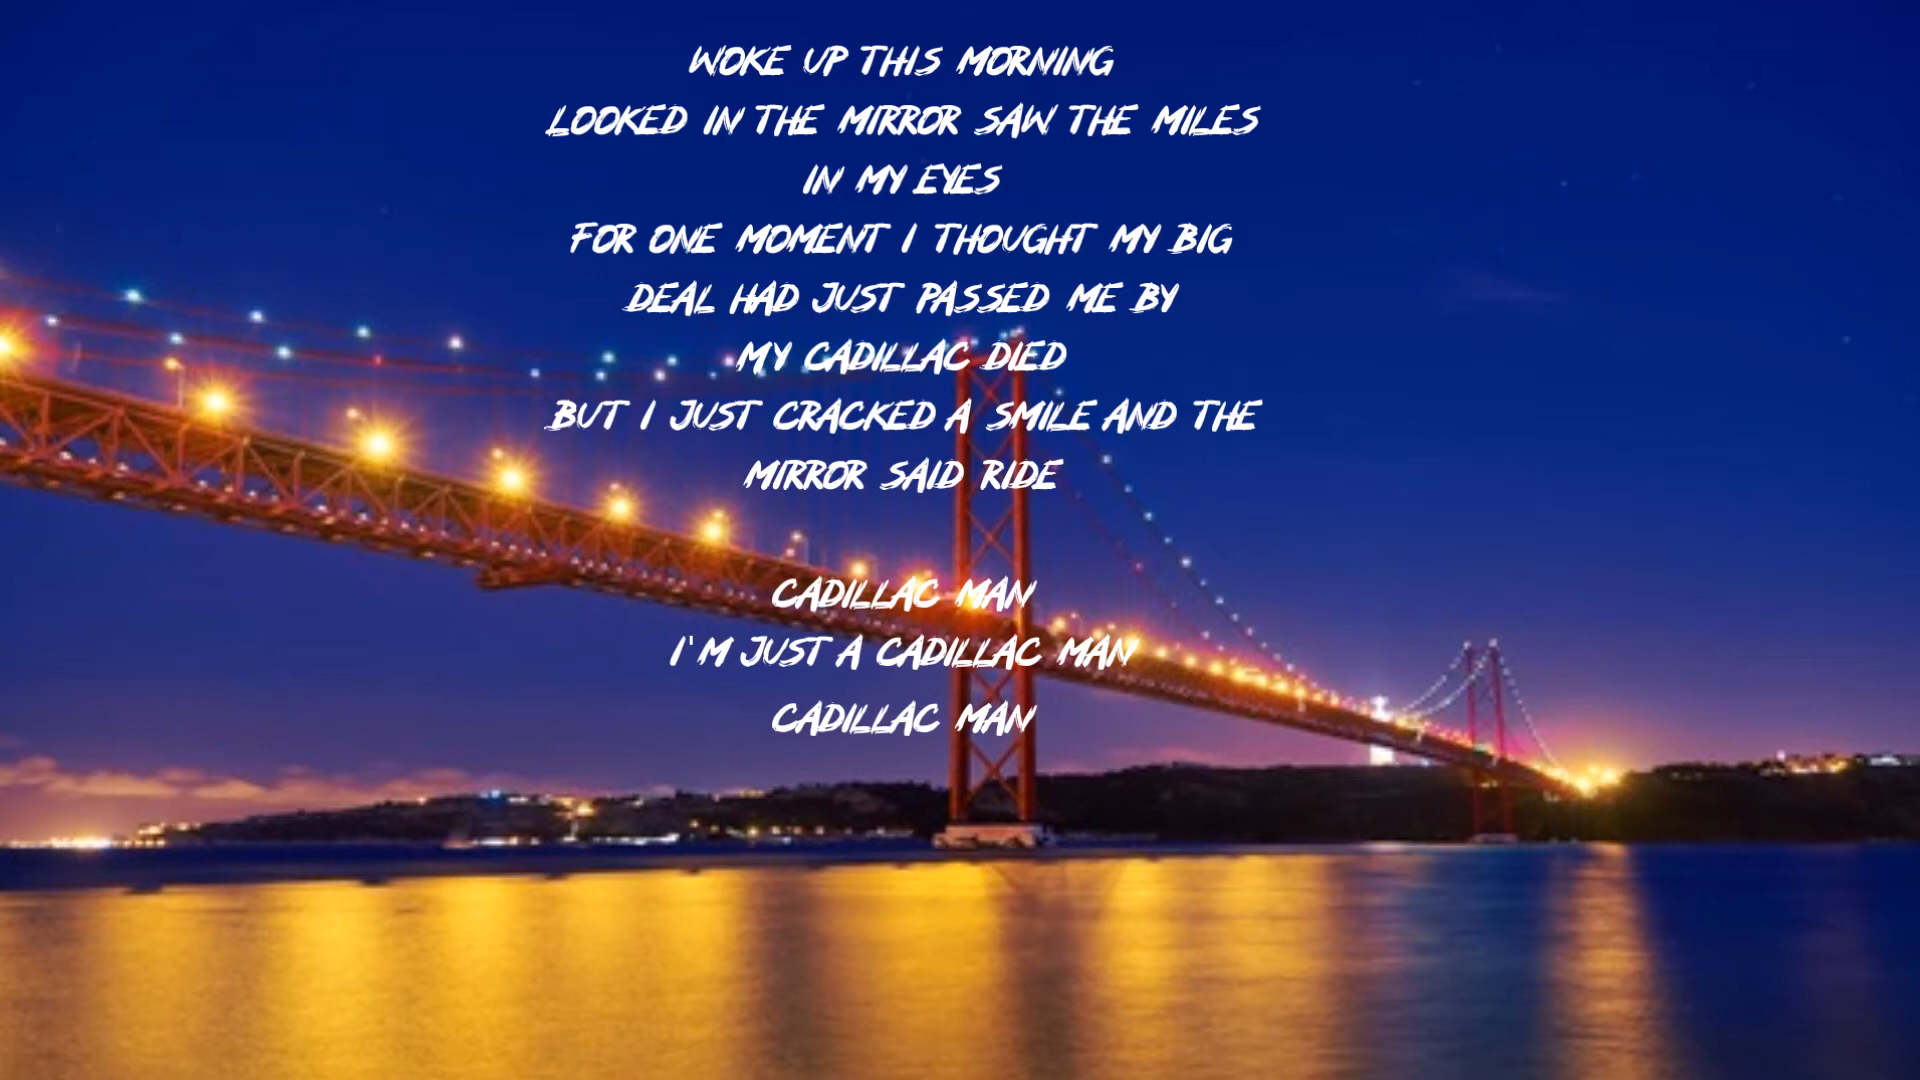 WOKE UP THIS MORNING
LOOKED IN THE MIRROR SAW THE MILES
IN MY EYES
FOR ONE MOMENT I THOUGHT MY BIG
DEAL HAD JUST PASSED ME BY
MY CADILLAC DIED
BUT I JUST CRACKED A SMILE AND THE
MIRROR SAID RIDE
CADILLAC MAN
I'M JUST A CADILLAC MAN
CADILLAC MAN